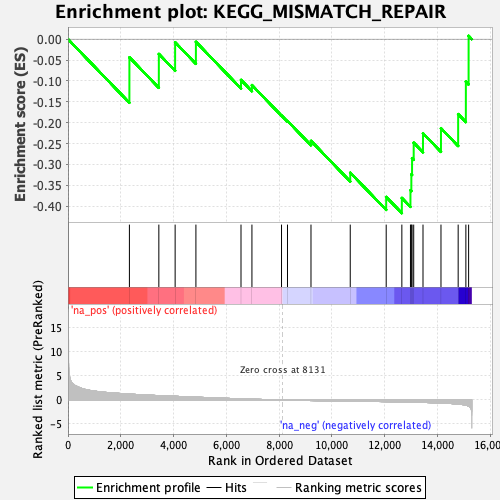 Enrichment plot: KEGG_MISMATCH_REPAIR
Enrichment score (ES)
0.00
-0.05
-0.10
-0.15
-0.20
-0.25
-0.30
-0.35
-0.40
'na_pos' (positively correlated)
Ranked list metric (PreRanked)
15
10
5
0
-5
Zero cross at 8131
'na_neg' (negatively correlated)
0 2,000 4,000 6,000 8,000 10,000 12,000 14,000 16,000
Rank in Ordered Dataset
Enrichment profile Hits Ranking metric scores